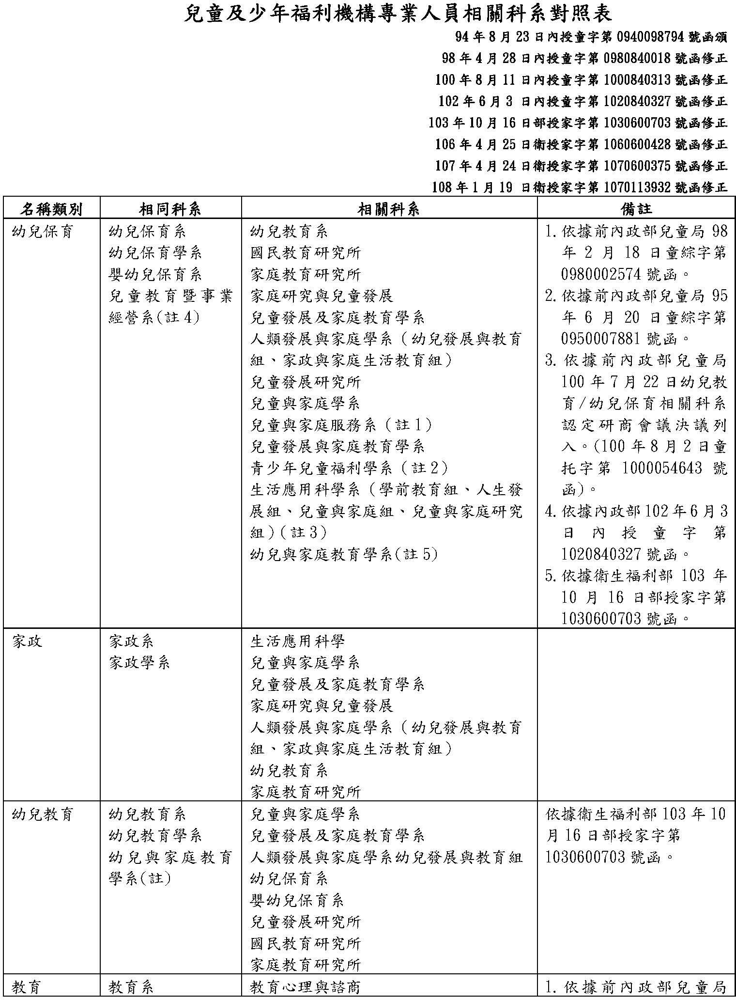 兒童及少年福利機構專業人員相關科系對照表
94 年 8 月 23 日內授童字第 0940098794 號函頒
98 年 4 月 28 日內授童字第 0980840018 號函修正
100 年 8 月 11 日內授童字第 1000840313 號函修正
102 年 6 月 3 日內授童字第 1020840327 號函修正
103 年 10 月 16 日部授家字第 1030600703 號函修正
106 年 4 月 25 日衛授家字第 1060600428 號函修正
107 年 4 月 24 日衛授家字第 1070600375 號函修正
108 年 1 月 19 日衛授家字第 1070113932 號函修正
名稱類別
相同科系
相關科系
備註
幼兒保育
幼兒保育系
幼兒保育學系
嬰幼兒保育系
兒童教育暨事業
經營系(註 4)
幼兒教育系
國民教育研究所
家庭教育研究所
家庭研究與兒童發展
兒童發展及家庭教育學系
人類發展與家庭學系（幼兒發展與教育
組、家政與家庭生活教育組）
兒童發展研究所
兒童與家庭學系
兒童與家庭服務系（註 1）
兒童發展與家庭教育學系
青少年兒童福利學系（註 2）
生活應用科學系（學前教育組、人生發
展組、兒童與家庭組、兒童與家庭研究
組）(註 3)
幼兒與家庭教育學系(註 5)
1. 依據前內政部兒童局 98
年 2 月 18 日童綜字第
0980002574 號函。
2. 依據前內政部兒童局 95
年 6 月 20 日童綜字第
0950007881 號函。
3. 依據前內政部兒童局
100 年 7 月 22 日幼兒教
育/幼兒保育相關科系
認定研商會議決議列
入。(100 年 8 月 2 日童
托字第 1000054643 號
函)。
4. 依據內政部 102 年 6 月 3
日內授童字第
1020840327 號函。
5. 依據衛生福利部 103 年
10 月 16 日部授家字第
1030600703 號函。
家政
家政系
家政學系
生活應用科學
兒童與家庭學系
兒童發展及家庭教育學系
家庭研究與兒童發展
人類發展與家庭學系（幼兒發展與教育
組、家政與家庭生活教育組）
幼兒教育系
家庭教育研究所
幼兒教育
幼兒教育系
幼兒教育學系
幼兒與家庭教育
學系(註)
兒童與家庭學系
兒童發展及家庭教育學系
人類發展與家庭學系幼兒發展與教育組
幼兒保育系
嬰幼兒保育系
兒童發展研究所
國民教育研究所
家庭教育研究所
依據衛生福利部 103 年 10
月 16 日部授家字第
1030600703 號函。
教育
教育系
教育心理與諮商
1. 依據前內政部兒童局